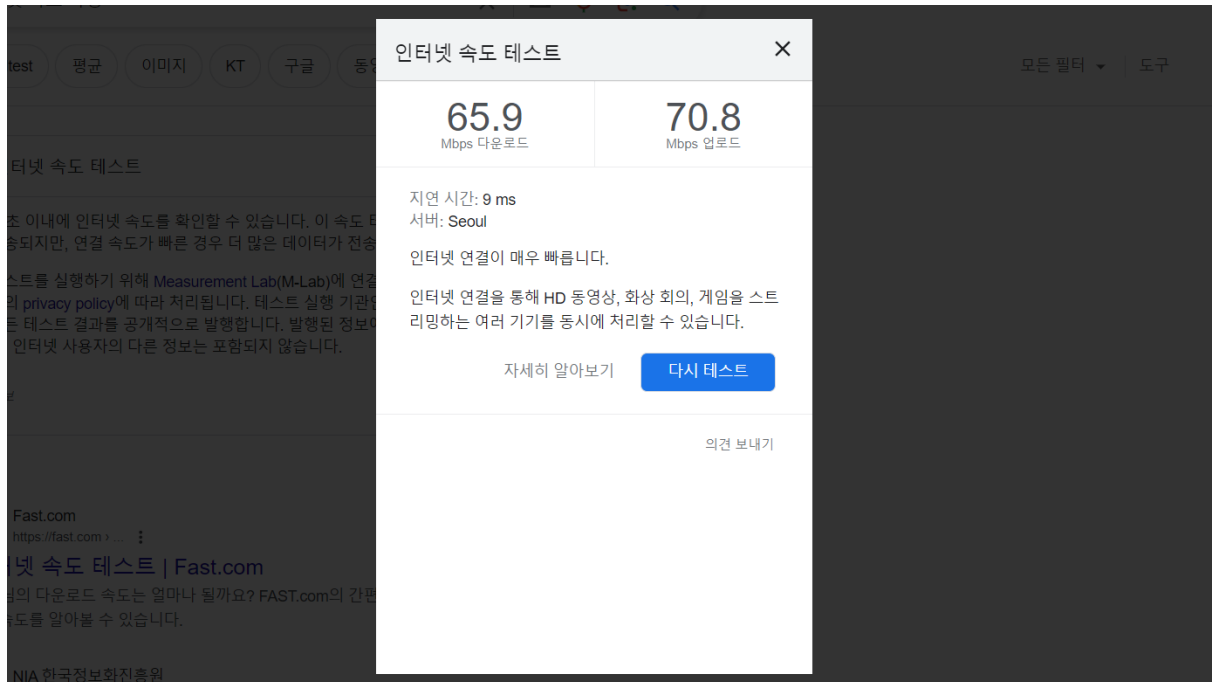 test 평균 이미지 KT 구글 모든 필터 도구
인터넷 속도 테스트
65.9 70.8
Mbps 다운로드 Mbps 업로드
지연 시간: 9 ms
서버: Seoul
인터넷 연결이 매우 빠릅니다.
인터넷 연결을 통해 HD 동영상, 화상 회의, 게임을 스트
리밍하는 여러 기기를 동시에 처리할 수 있습니다.
자세히 알아보기 다시 테스트
의견 보내기
터넷 속도 테스트
초 이내에 인터넷 속도를 확인할 수 있습니다. 이 속도
송되지만, 연결 속도가 빠른 경우 더 많은 데이터가 전송
스트를 실행하기 위해 Measurement Lab(M-Lab)에 연결
의 privacy policy에 따라 처리됩니다. 테스트 실행 기관
든 테스트 결과를 공개적으로 발행합니다. 발행된 정보
인터넷 사용자의 다른 정보는 포함되지 않습니다.
Fast.com
https://fast.com › ...
터넷 속도 테스트 | Fast.com
님의 다운로드 속도는 얼마나 될까요? FAST.com의 간편
속도를 알아볼 수 있습니다.
NIA 한국정보화진흥원